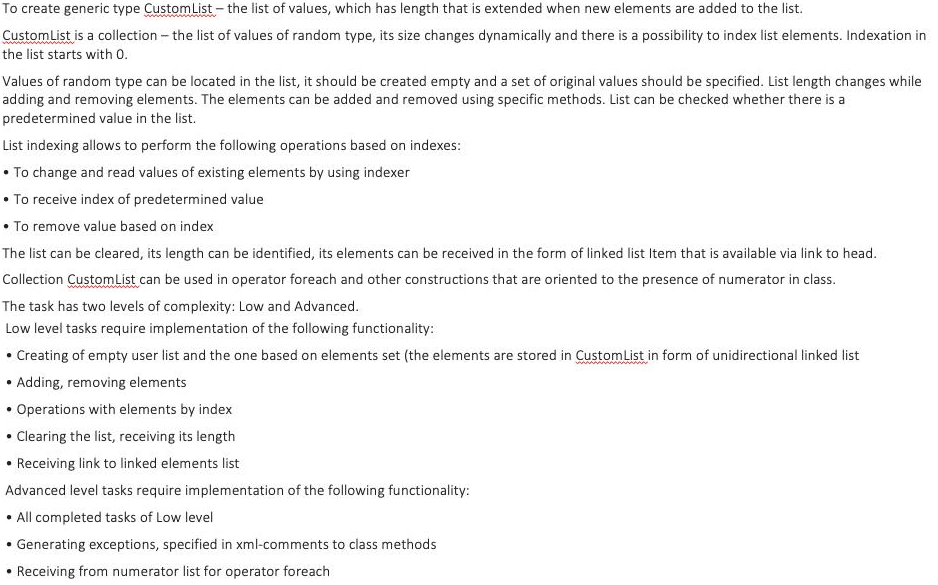 To create generic type CustomList – the list of values, which has length that is extended when new elements are added to the list.
CustomList is a collection – the list of values of random type, its size changes dynamically and there is a possibility to index list elements. Indexation in
the list starts with 0.
Values of random type can be located in the list, it should be created empty and a set of original values should be specified. List length changes while
adding and removing elements. The elements can be added and removed using specific methods. List can be checked whether there is a
predetermined value in the list.
List indexing allows to perform the following operations based on indexes:
• To change and read values of existing elements by using indexer
• To receive index of predetermined value
• To remove value based on index
The list can be cleared, its length can be identified, its elements can be received in the form of linked list Item that is available via link to head.
Collection CustomList can be used in operator foreach and other constructions that are oriented to the presence of numerator in class.
The task has two levels of complexity: Low and Advanced.
Low level tasks require implementation of the following functionality:
• Creating of empty user list and the one based on elements set (the elements are stored in CustomList in form of unidirectional linked list
• Adding, removing elements
• Operations with elements by index
• Clearing the list, receiving its length
• Receiving link to linked elements list
Advanced level tasks require implementation of the following functionality:
• All completed tasks of Low level
• Generating exceptions, specified in xml-comments to class methods
• Receiving from numerator list for operator foreach